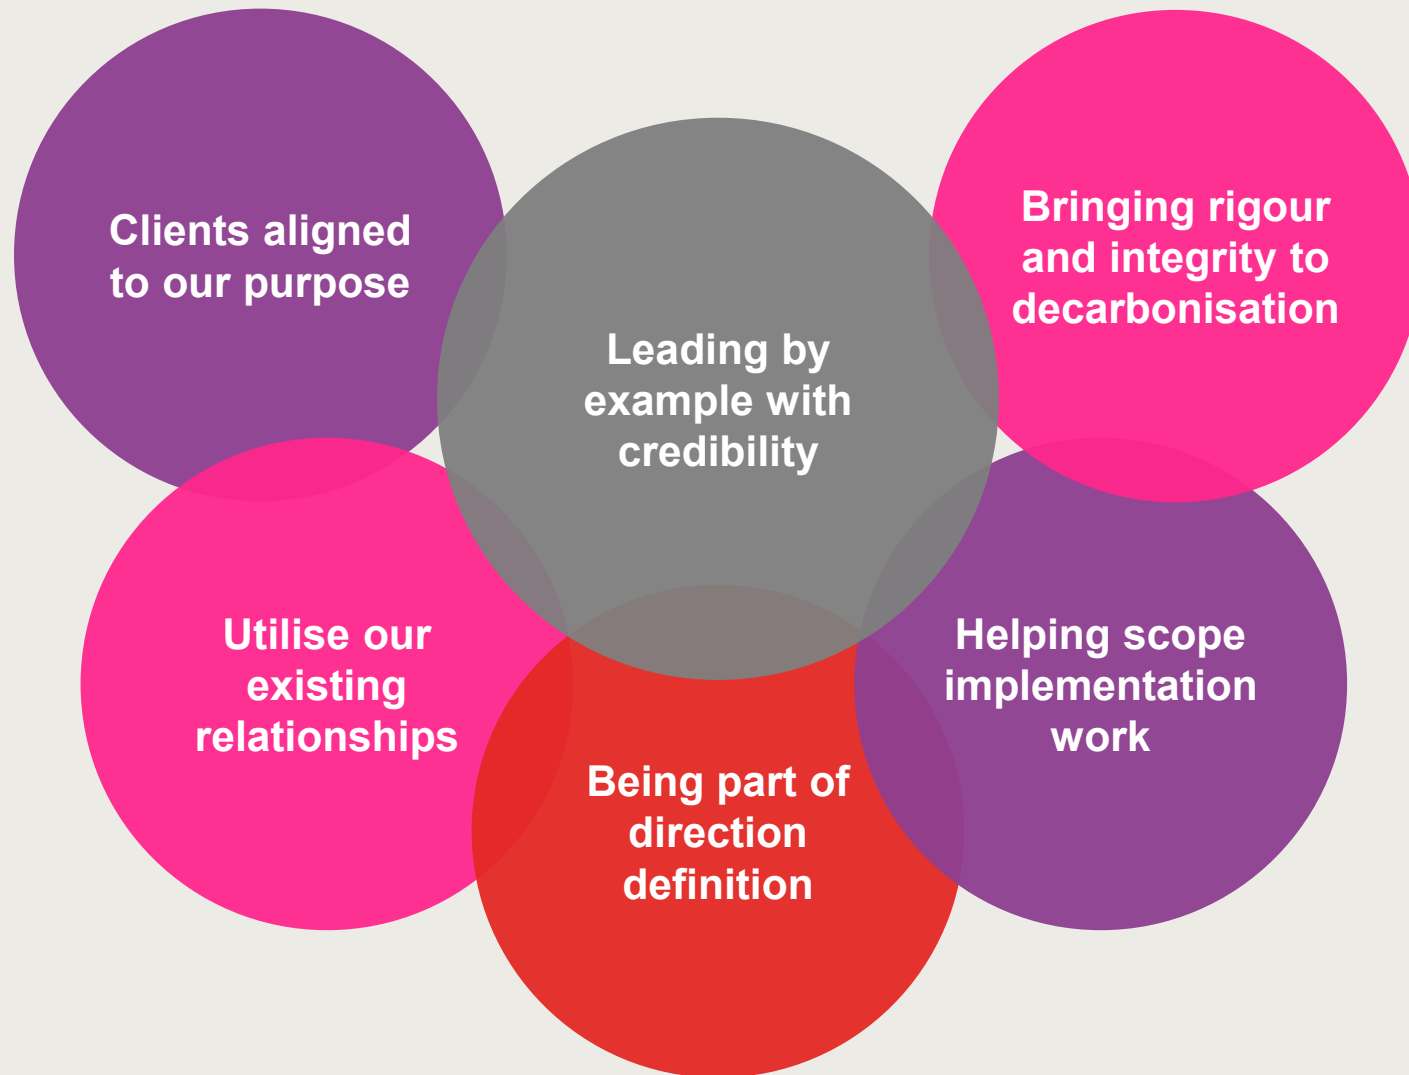 Clients aligned
to our purpose
Leading by
example with
credibility
Bringing rigour
and integrity to
decarbonisation
Utilise our
existing
relationships
Being part of
direction
definition
Helping scope
implementation
work